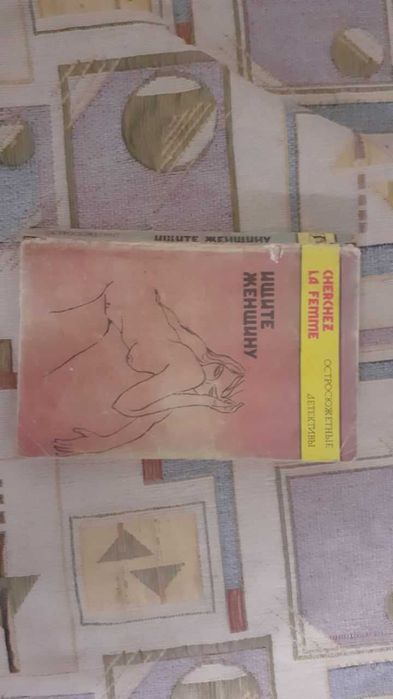 CHERCHEZ
LA FEMME
ОСТРОСЮЖЕТНЫЕ
ДЕТЕКТИВЫ
ИЩИТЕ
ЖЕНЩИНУ
ИЩИТЕ ЖЕНЩИНУ